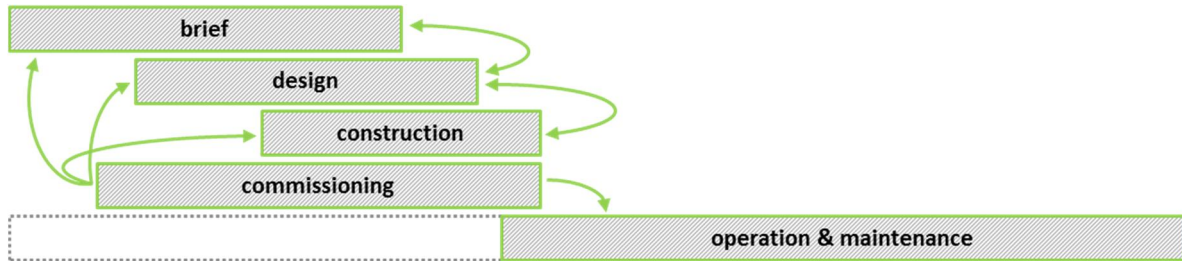 brief
design
construction
commissioning
operation & maintenance